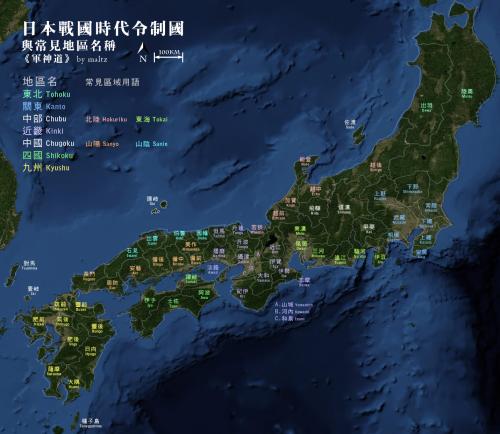 日本戰國時代令制國
與常見地區名稱
《軍神道》 by maltz
N
100KM
地區名 常見區域用語
東北 Tohoku
關東 Kanto
中部 Chubu 北陸 Hokuriku 東海 Tokai
近畿 Kinki
中國 Chugoku 山陽 Sanyo 山陰 Sanin
四國 Shikoku
九州 Kyushu
陸奧
出羽
佐渡
能登
越後
越中
加賀
上野
下野
常陸
飛驒
信濃
越前
武藏
甲斐
下總
上總
相模
安房
隱岐
美濃
尾張
三河
遠江
駿河
伊豆
若狹
丹後
但馬
丹波
近江
伊賀
伊勢
志摩
大和
紀伊
攝津
播磨
淡路
因幡
伯耆
出雲
石見
美作
備前
備中
備後
安藝
周防
長門
讚岐
阿波
伊予
土佐
對馬
Tsushima
壹岐
Iki
筑前
豐前
肥前
筑後
豐後
肥後
日向
薩摩
大隅
種子島
Tanegashima
A.山城 Yamashiro
B.河內 Kawachi
C.和泉 Izumi